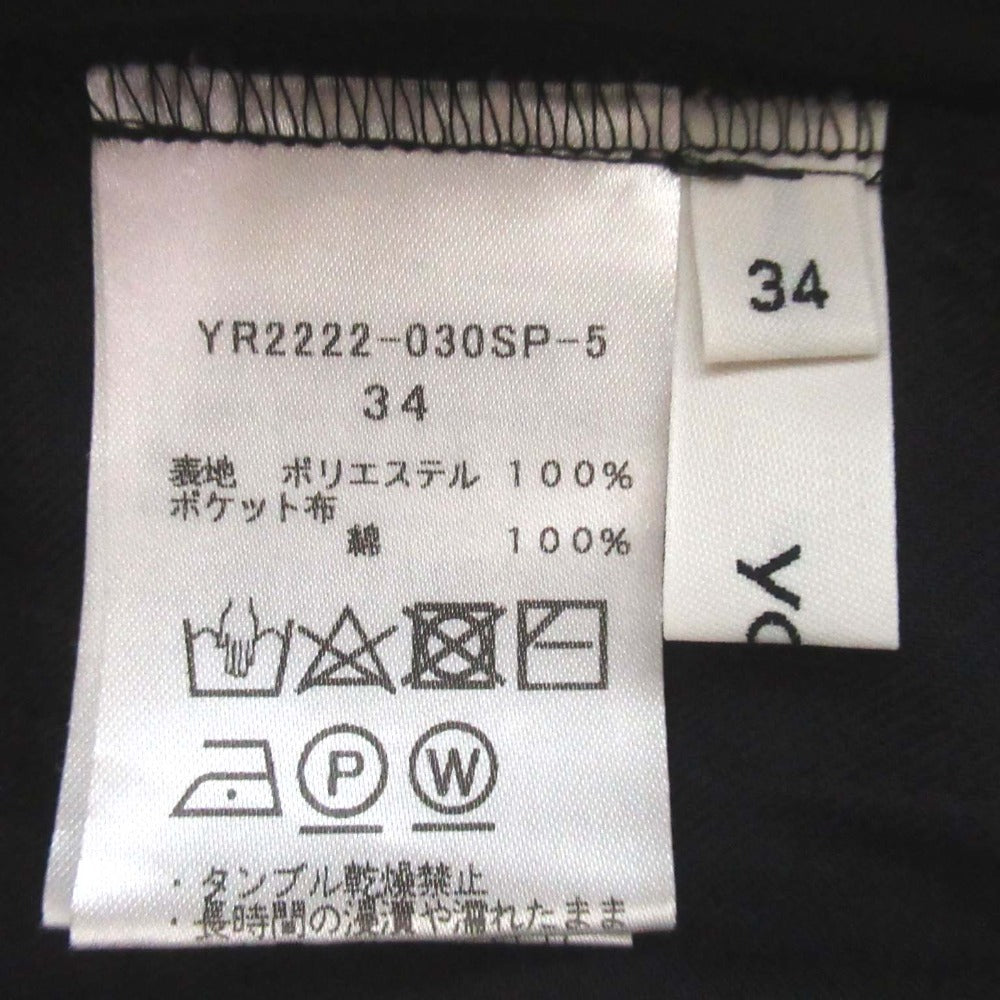 YR2222-030SP-5
34
表地 ポリエステル 100%
ポケット布
綿 100%
P W
・タンブル乾燥禁止
・長時間の浸漬や濡れたまま
34
yo